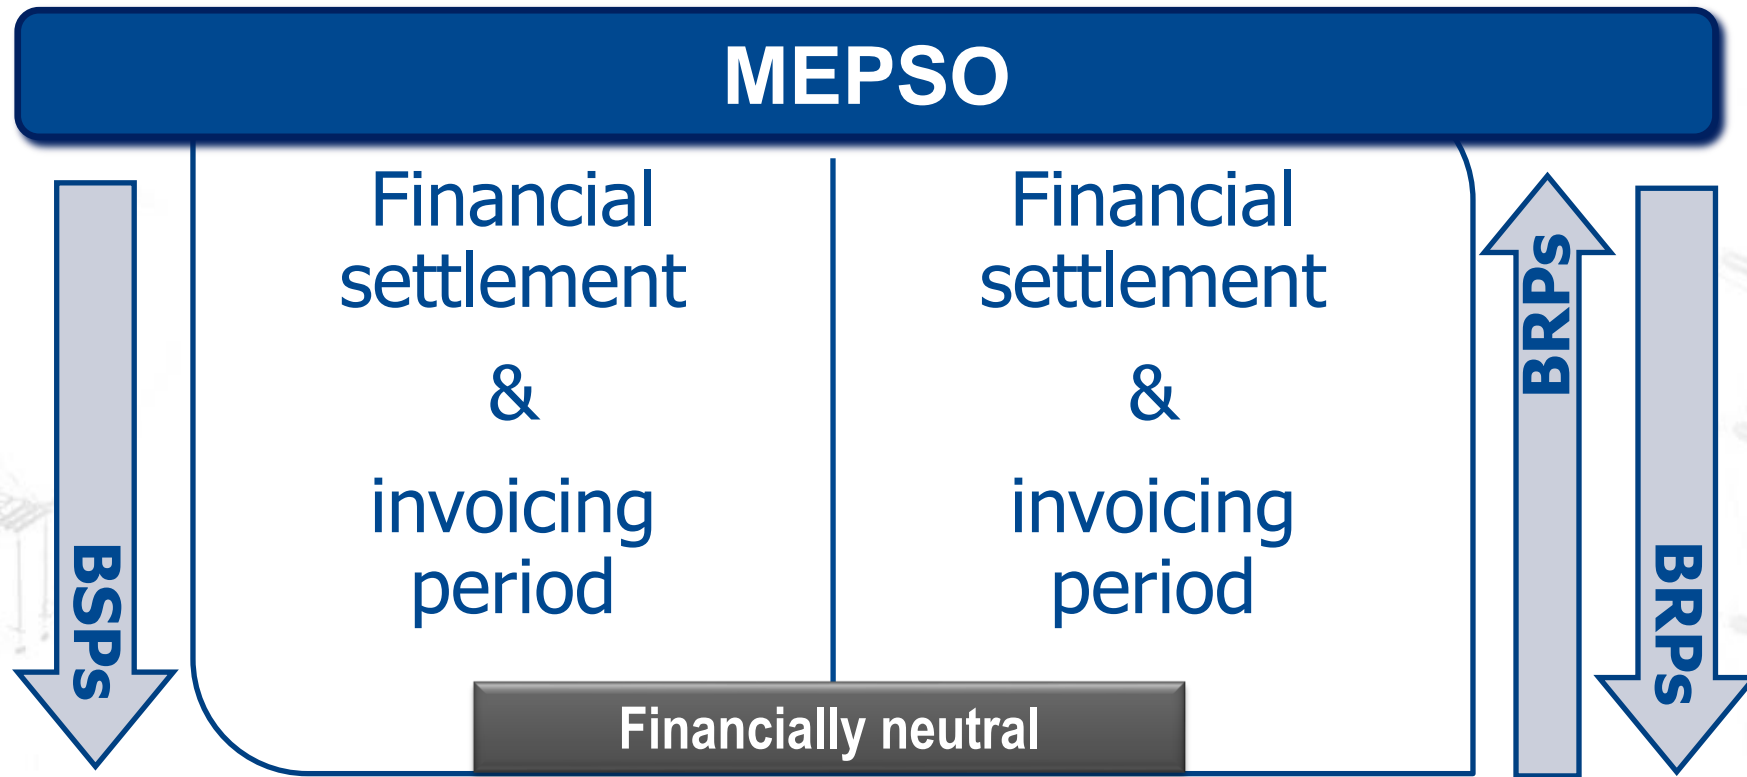 MEPSO
BSPs
Financial
settlement
&
invoicing
period
Financial
settlement
&
invoicing
period
BRPs
BRPs
Financially neutral